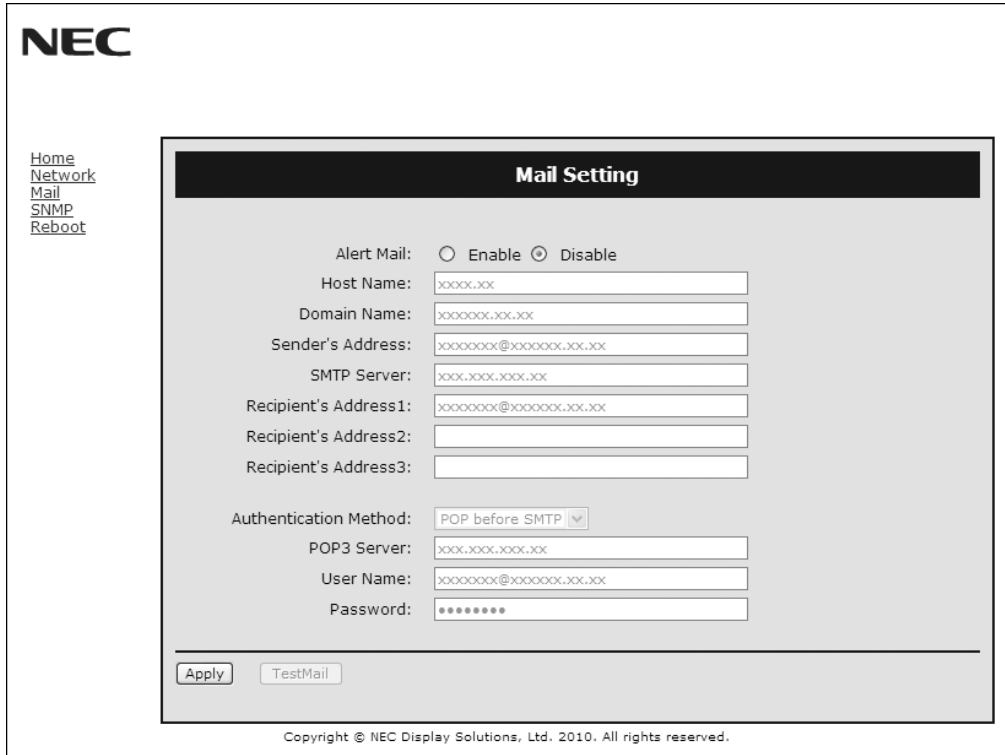 NEC
Home
Network
Mail
SNMP
Reboot
Mail Setting
Alert Mail: Enable Disable
Host Name: xxxx.xx
Domain Name: xxxxxx.xx.xx
Sender's Address: xxxxxxx@xxxxxx.xx.xx
SMTP Server: xxx.xxx.xxx.xx
Recipient's Address1: xxxxxxx@xxxxxx.xx.xx
Recipient's Address2:
Recipient's Address3:
Authentication Method: POP before SMTP
POP3 Server: xxx.xxx.xxx.xx
User Name: xxxxxxx@xxxxxx.xx.xx
Password: ••••••••
Apply TestMail
Copyright © NEC Display Solutions, Ltd. 2010. All rights reserved.